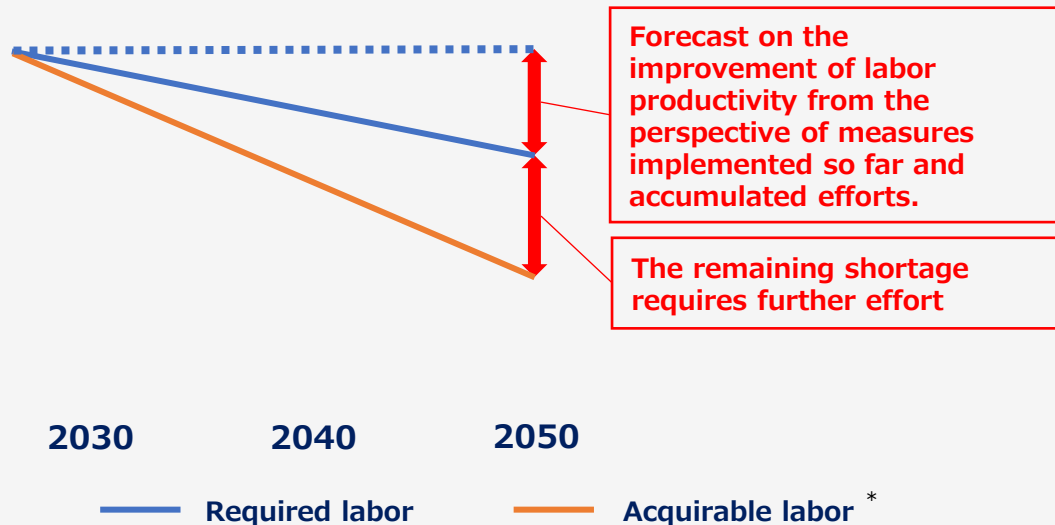 Forecast on the
improvement of labor
productivity from the
perspective of measures
implemented so far and
accumulated efforts.
The remaining shortage
requires further effort
2030 2040 2050
Required labor Acquirable labor *